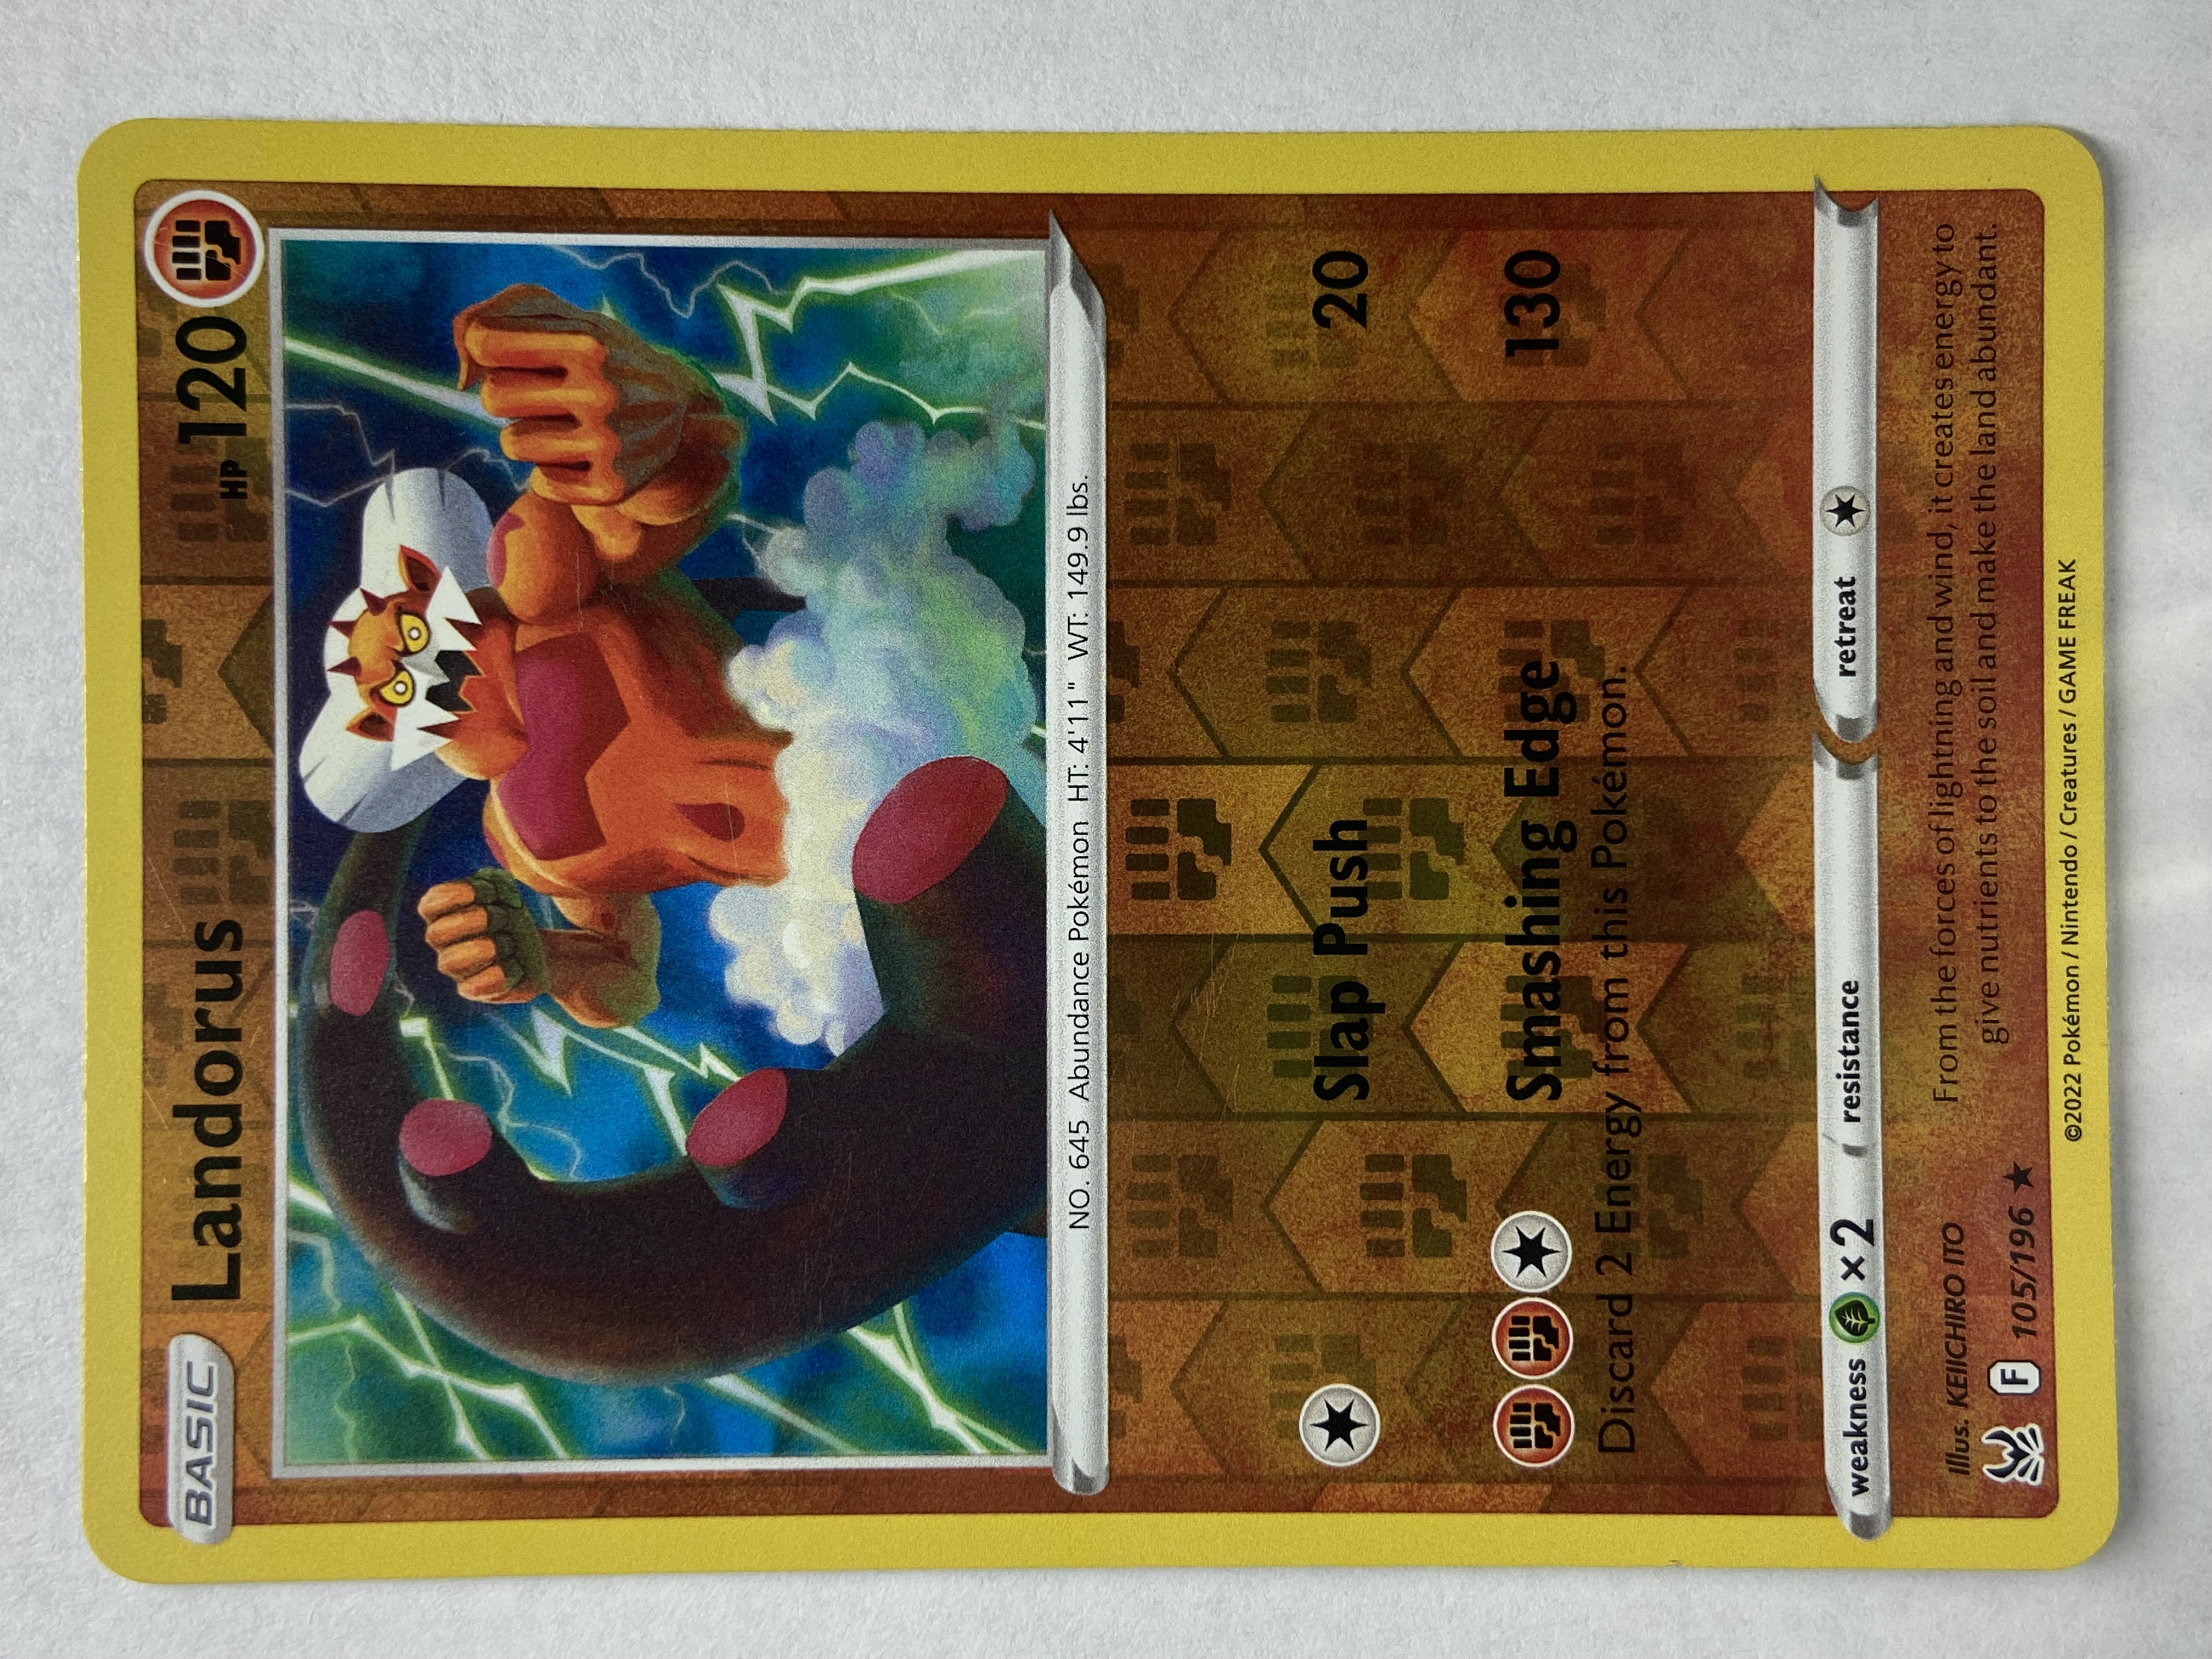 BASIC Landorus HP 120
NO. 645 Abundance Pokémon HT: 4'11" WT: 149.9 lbs.
Slap Push 20
Smashing Edge 130
Discard 2 Energy from this Pokémon.
weakness ×2 resistance retreat
Illus. KEIICHIRO ITO
From the forces of lightning and wind, it creates energy to
give nutrients to the soil and make the land abundant.
F 105/196 ★
©2022 Pokémon / Nintendo / Creatures / GAME FREAK